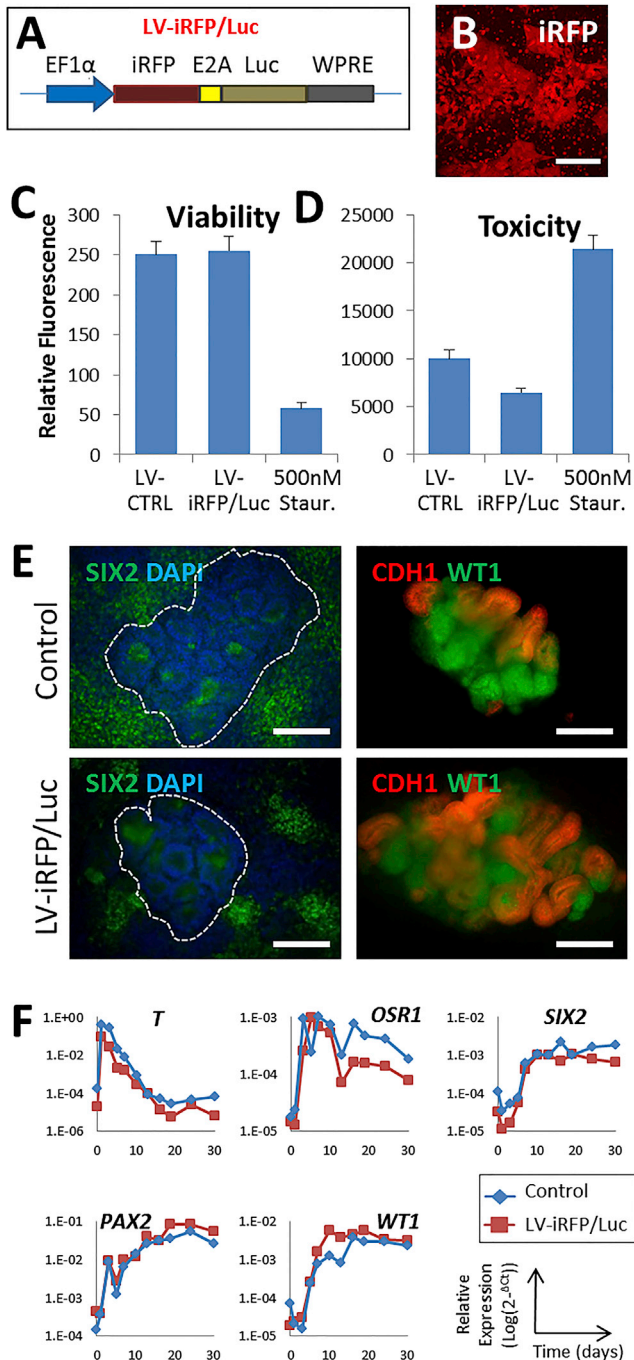 A
LV-iRFP/Luc
EF1α iRFP E2A Luc WPRE
B
iRFP
C
Viability
Relative Fluorescence
300
250
200
150
100
50
0
LV-CTRL
LV-iRFP/Luc
500nM Staur.
D
Toxicity
25000
20000
15000
10000
5000
0
LV-CTRL
LV-iRFP/Luc
500nM Staur.
E
Control
SIX2 DAPI
CDH1 WT1
LV-iRFP/Luc
SIX2 DAPI
CDH1 WT1
F
T
1.E+00
1.E-02
1.E-04
1.E-06
0 10 20 30
OSR1
1.E-03
1.E-04
1.E-05
0 10 20 30
SIX2
1.E-02
1.E-03
1.E-04
1.E-05
0 10 20 30
PAX2
1.E-01
1.E-02
1.E-03
1.E-04
0 10 20 30
WT1
1.E-02
1.E-03
1.E-04
1.E-05
0 10 20 30
Control
LV-iRFP/Luc
Relative
Expression
(Log(2-ΔCt))
Time (days)